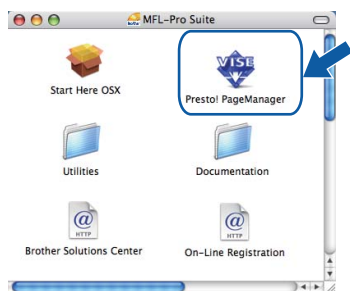 MFL-Pro Suite
VISE
Start Here OSX
Presto! PageManager
Utilities
Documentation
@
HTTP
@
HTTP
Brother Solutions Center
On-Line Registration